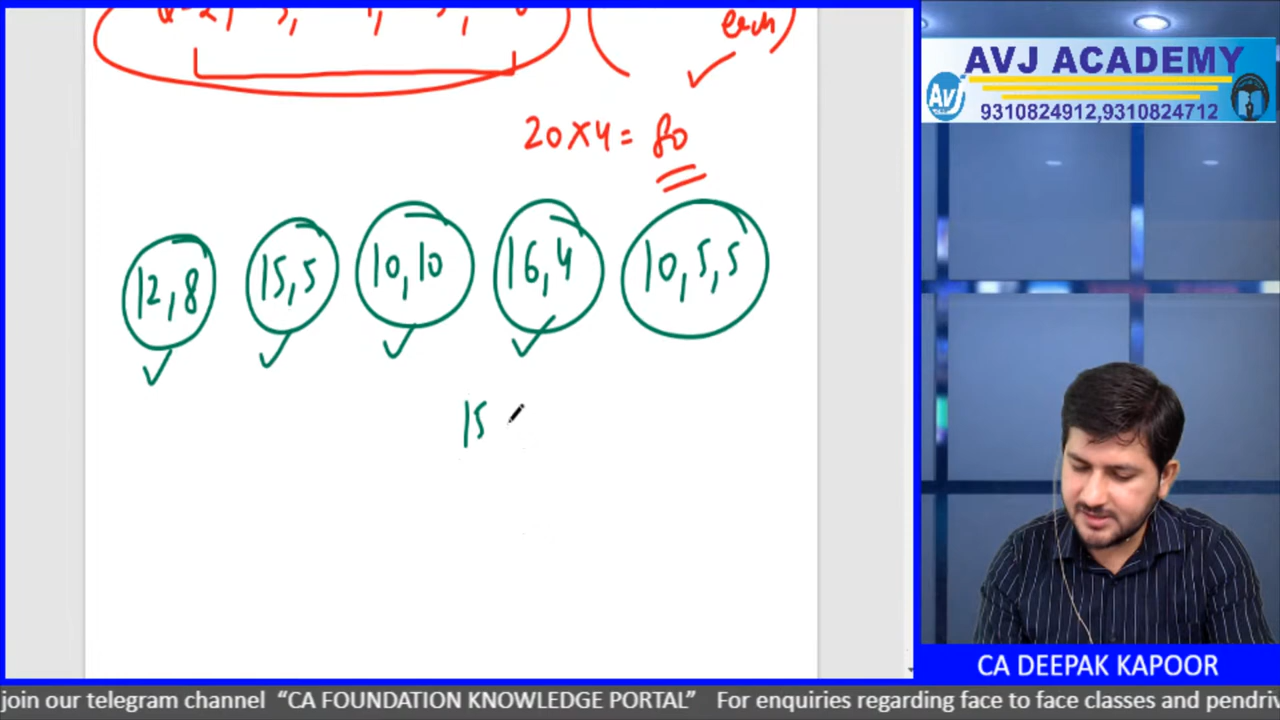 each)
20×4 = 80
12, 8
15, 5
10, 10
16, 4
10, 5, 5
15
AVJ ACADEMY
AVJ
9310824912,9310824712
CA DEEPAK KAPOOR
join our telegram channel “CA FOUNDATION KNOWLEDGE PORTAL” For enquiries regarding face to face classes and pendriv